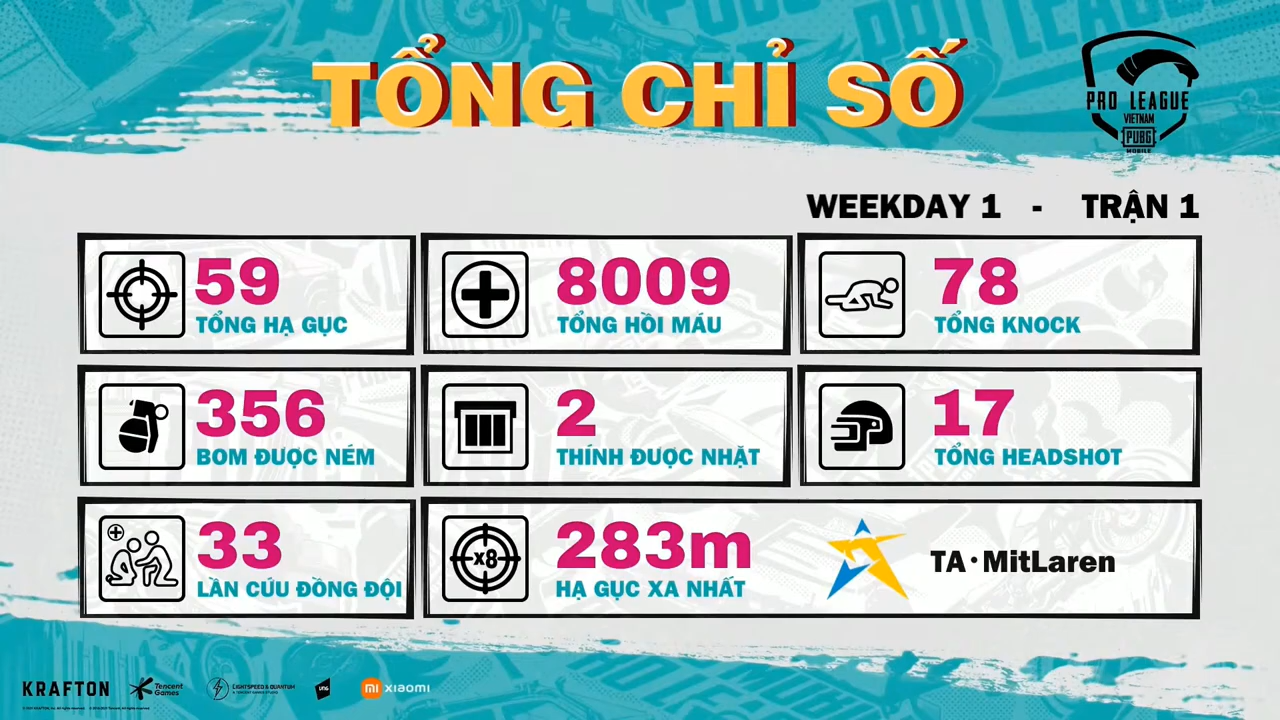 TỔNG CHỈ SỐ
PRO LEAGUE
VIETNAM
PUBG
MOBILE
WEEKDAY 1 - TRẬN 1
59
TỔNG HẠ GỤC
8009
TỔNG HỒI MÁU
78
TỔNG KNOCK
356
BOM ĐƯỢC NÉM
2
THÍNH ĐƯỢC NHẶT
17
TỔNG HEADSHOT
33
LẦN CỨU ĐỒNG ĐỘI
x8
283m
HẠ GỤC XA NHẤT
TA·MitLaren
KRAFTON
Tencent
Games
LIGHTSPEED & QUANTUM
VNG
mi xiaomi